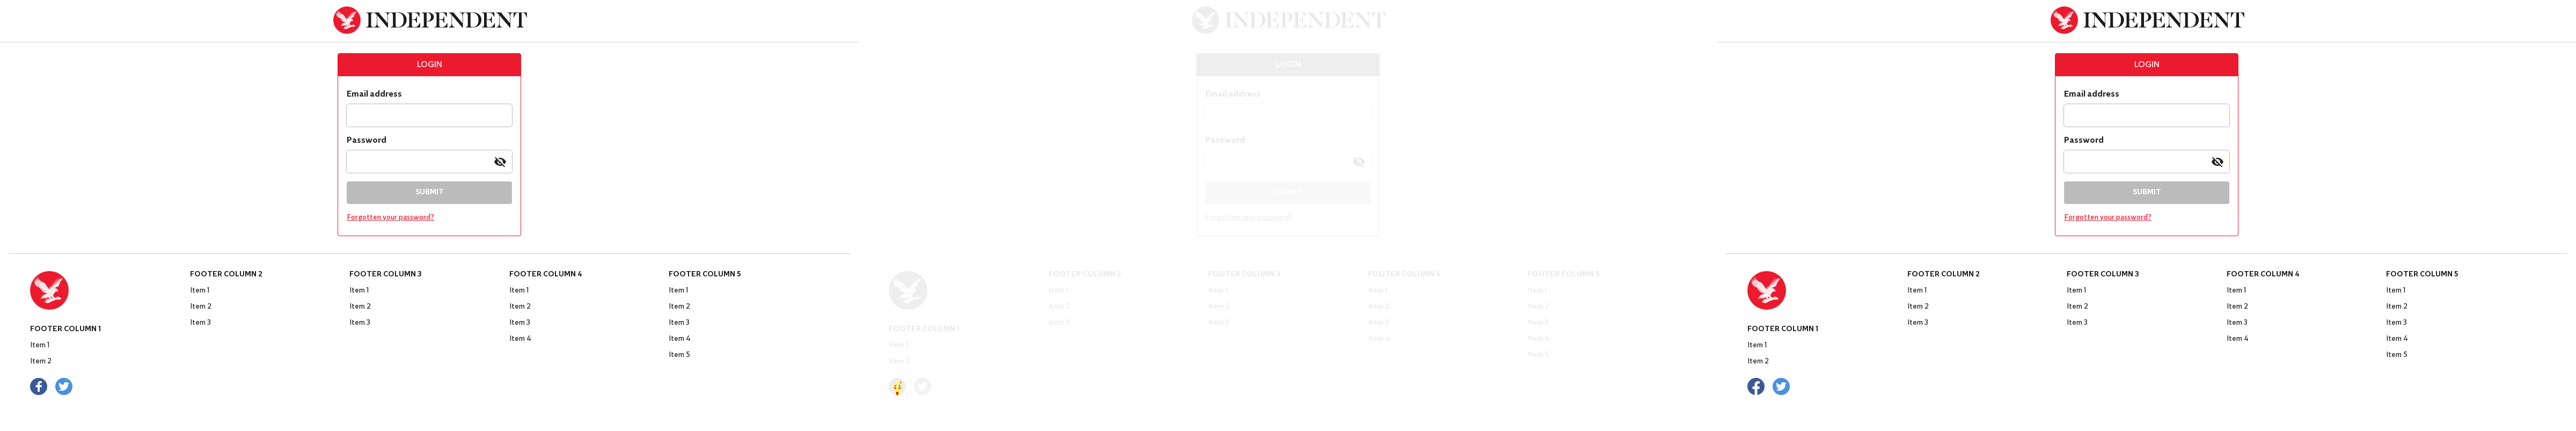 INDEPENDENT
LOGIN
Email address
Password
SUBMIT
Forgotten your password?
FOOTER COLUMN 1
Item 1
Item 2
FOOTER COLUMN 2
Item 1
Item 2
Item 3
FOOTER COLUMN 3
Item 1
Item 2
Item 3
FOOTER COLUMN 4
Item 1
Item 2
Item 3
Item 4
FOOTER COLUMN 5
Item 1
Item 2
Item 3
Item 4
Item 5
INDEPENDENT
LOGIN
Email address
Password
SUBMIT
Forgotten your password?
FOOTER COLUMN 1
Item 1
Item 2
FOOTER COLUMN 2
Item 1
Item 2
Item 3
FOOTER COLUMN 3
Item 1
Item 2
Item 3
FOOTER COLUMN 4
Item 1
Item 2
Item 3
Item 4
FOOTER COLUMN 5
Item 1
Item 2
Item 3
Item 4
Item 5
INDEPENDENT
LOGIN
Email address
Password
SUBMIT
Forgotten your password?
FOOTER COLUMN 1
Item 1
Item 2
FOOTER COLUMN 2
Item 1
Item 2
Item 3
FOOTER COLUMN 3
Item 1
Item 2
Item 3
FOOTER COLUMN 4
Item 1
Item 2
Item 3
Item 4
FOOTER COLUMN 5
Item 1
Item 2
Item 3
Item 4
Item 5